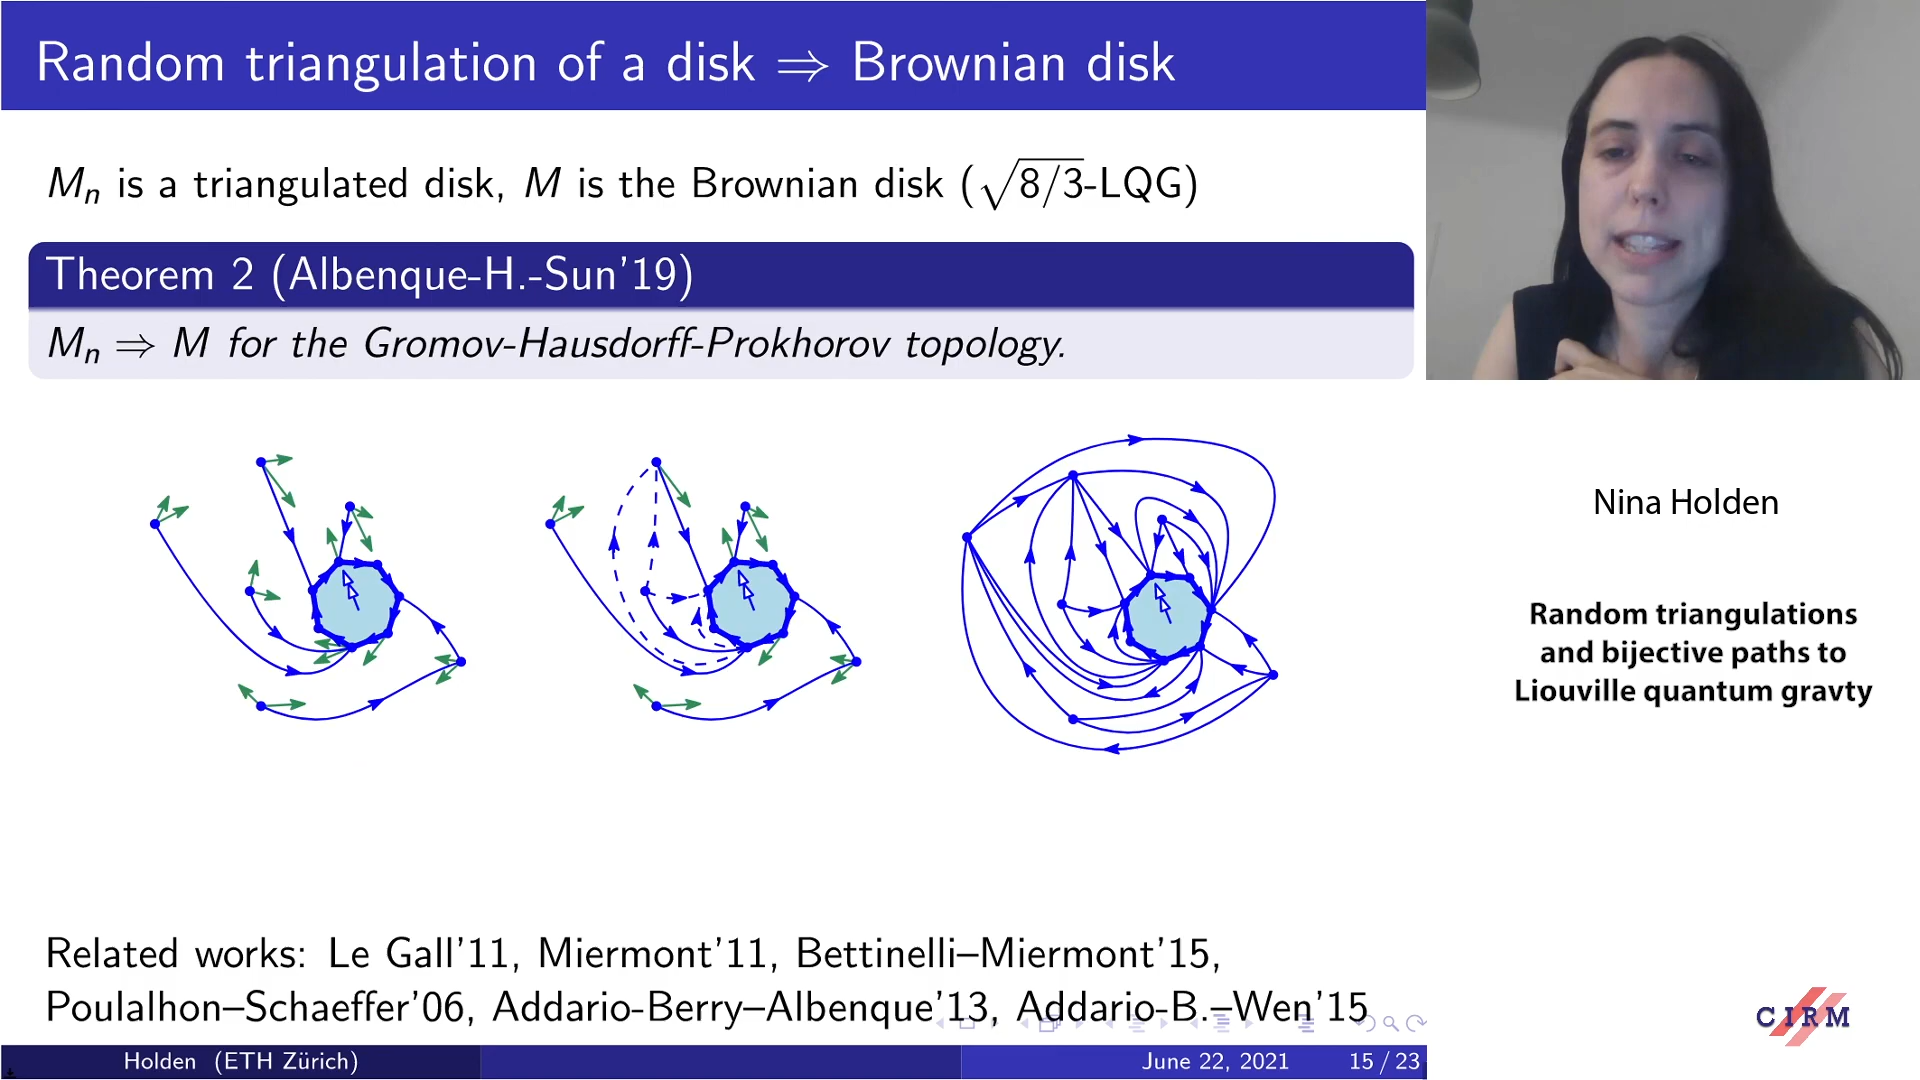 Random triangulation of a disk ⇒ Brownian disk
Mn is a triangulated disk, M is the Brownian disk (√8/3-LQG)
Theorem 2 (Albenque-H.-Sun'19)
Mn ⇒ M for the Gromov-Hausdorff-Prokhorov topology.
Nina Holden
Random triangulations
and bijective paths to
Liouville quantum gravty
Related works: Le Gall'11, Miermont'11, Bettinelli–Miermont'15,
Poulalhon–Schaeffer'06, Addario-Berry–Albenque'13, Addario-B.–Wen'15
CIRM
Holden (ETH Zürich)
June 22, 2021
15 / 23